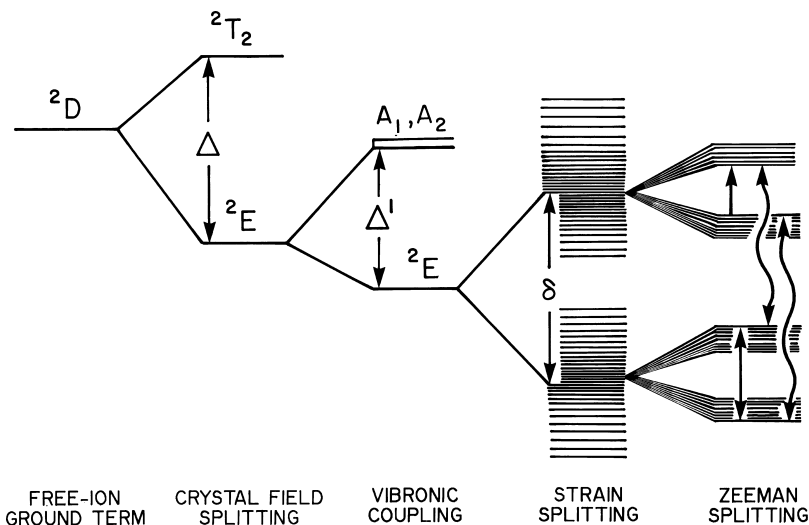 ²T₂
²D
A₁, A₂
Δ
²E
Δ¹
²E
δ
FREE-ION
GROUND TERM
CRYSTAL FIELD
SPLITTING
VIBRONIC
COUPLING
STRAIN
SPLITTING
ZEEMAN
SPLITTING